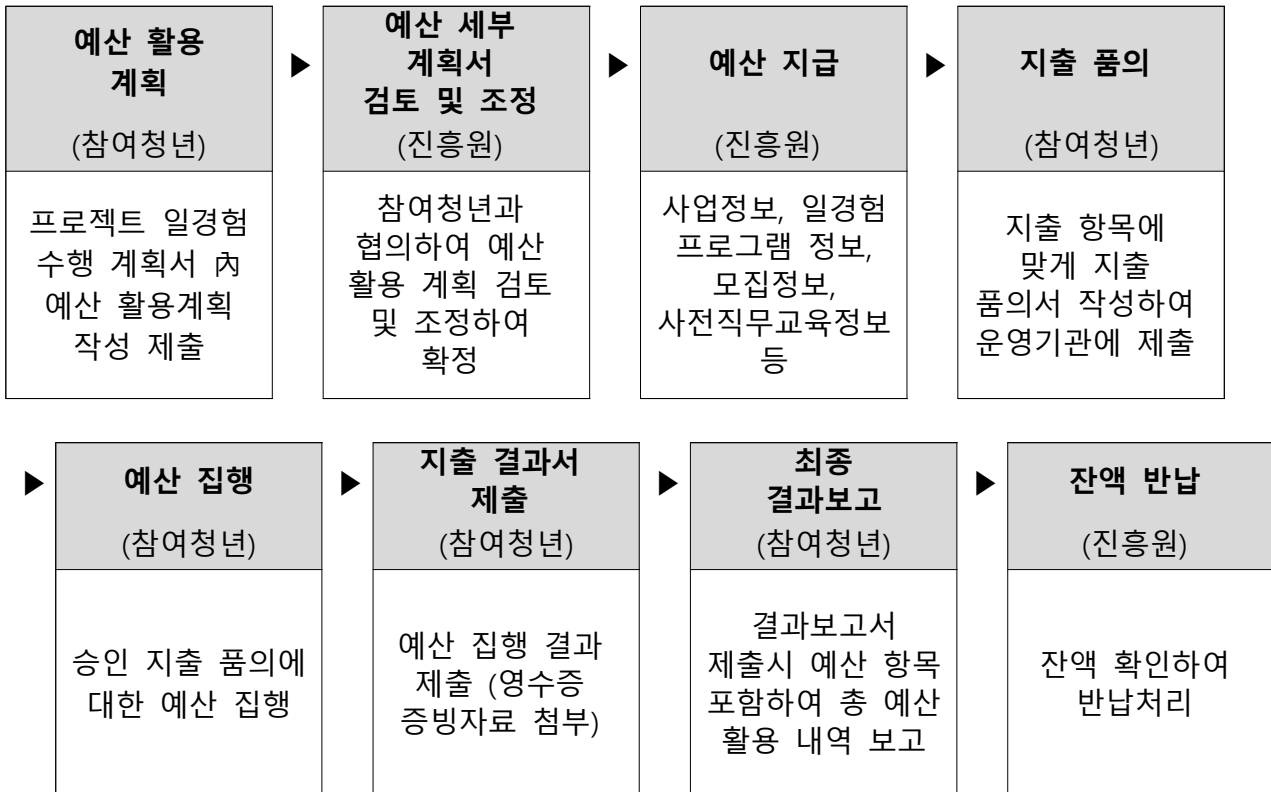 예산 활용
계획
(참여청년)
프로젝트 일경험
수행 계획서 內
예산 활용계획
작성 제출
▶
예산 세부
계획서
검토 및 조정
(진흥원)
참여청년과
협의하여 예산
활용 계획 검토
및 조정하여
확정
▶
예산 지급
(진흥원)
사업정보, 일경험
프로그램 정보,
모집정보,
사전직무교육정보
등
▶
지출 품의
(참여청년)
지출 항목에
맞게 지출
품의서 작성하여
운영기관에 제출
▶
예산 집행
(참여청년)
승인 지출 품의에
대한 예산 집행
▶
지출 결과서
제출
(참여청년)
예산 집행 결과
제출 (영수증
증빙자료 첨부)
▶
최종
결과보고
(참여청년)
결과보고서
제출시 예산 항목
포함하여 총 예산
활용 내역 보고
▶
잔액 반납
(진흥원)
잔액 확인하여
반납처리